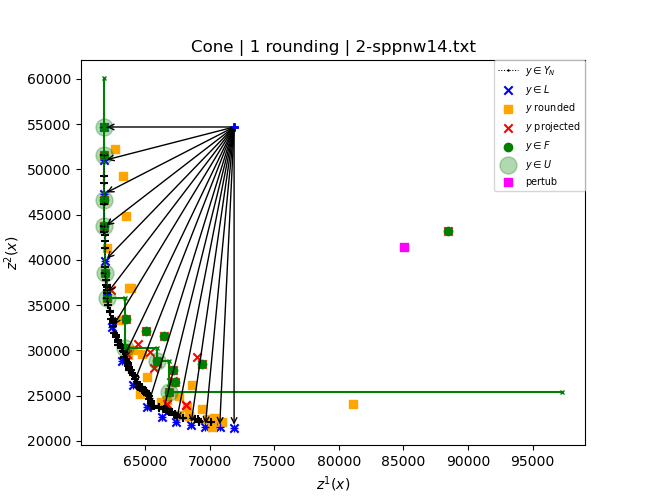 Cone | 1 rounding | 2-sppnw14.txt
z²(x)
60000
55000
50000
45000
40000
35000
30000
25000
20000
65000 70000 75000 80000 85000 90000 95000
z¹(x)
y ∈ Y_N
y ∈ L
y rounded
y projected
y ∈ F
y ∈ U
pertub